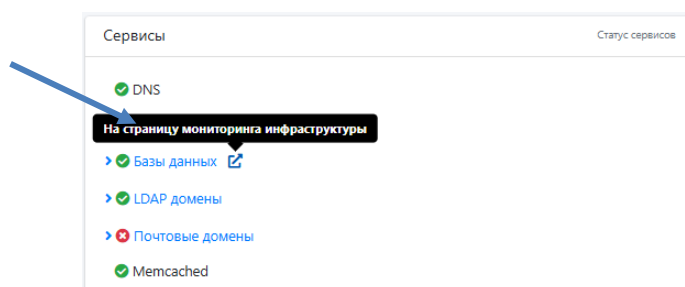 Сервисы
Статус сервисов
DNS
На страницу мониторинга инфраструктуры
Базы данных
LDAP домены
Почтовые домены
Memcached